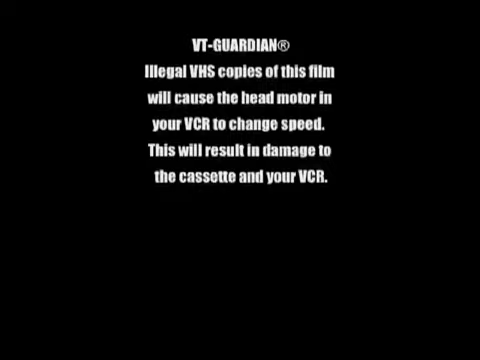 VT-GUARDIAN®
Illegal VHS copies of this film
will cause the head motor in
your VCR to change speed.
This will result in damage to
the cassette and your VCR.